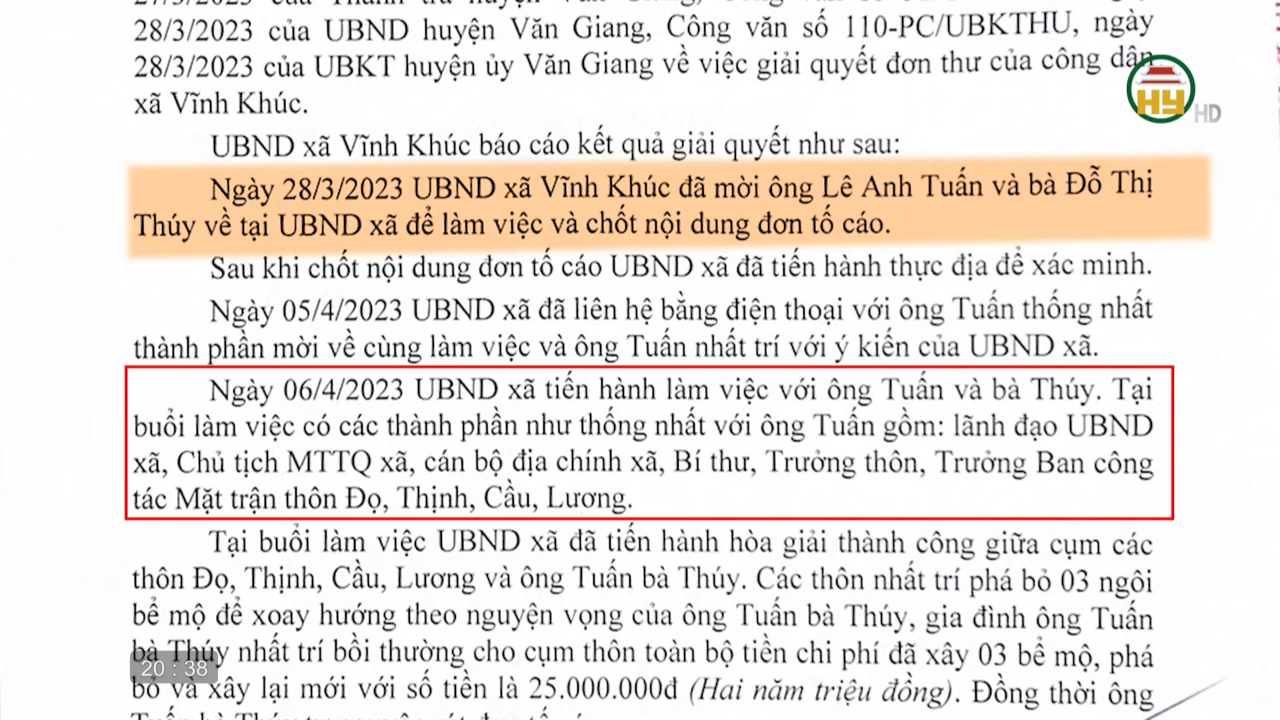 28/3/2023 của UBND huyện Văn Giang, Công văn số 110-PC/UBKTHU, ngày
28/3/2023 của UBKT huyện ủy Văn Giang về việc giải quyết đơn thư của công dân
xã Vĩnh Khúc.
HY HD
UBND xã Vĩnh Khúc báo cáo kết quả giải quyết như sau:
Ngày 28/3/2023 UBND xã Vĩnh Khúc đã mời ông Lê Anh Tuấn và bà Đỗ Thị
Thúy về tại UBND xã để làm việc và chốt nội dung đơn tố cáo.
Sau khi chốt nội dung đơn tố cáo UBND xã đã tiến hành thực địa để xác minh.
Ngày 05/4/2023 UBND xã đã liên hệ bằng điện thoại với ông Tuấn thống nhất
thành phần mời về cùng làm việc và ông Tuấn nhất trí với ý kiến của UBND xã.
Ngày 06/4/2023 UBND xã tiến hành làm việc với ông Tuấn và bà Thúy. Tại
buổi làm việc có các thành phần như thống nhất với ông Tuấn gồm: lãnh đạo UBND
xã, Chủ tịch MTTQ xã, cán bộ địa chính xã, Bí thư, Trưởng thôn, Trưởng Ban công
tác Mặt trận thôn Đọ, Thịnh, Cầu, Lương.
Tại buổi làm việc UBND xã đã tiến hành hòa giải thành công giữa cụm các
thôn Đọ, Thịnh, Cầu, Lương và ông Tuấn bà Thúy. Các thôn nhất trí phá bỏ 03 ngôi
bể mộ để xoay hướng theo nguyện vọng của ông Tuấn bà Thúy, gia đình ông Tuấn
bà Thúy nhất trí bồi thường cho cụm thôn toàn bộ tiền chi phí đã xây 03 bể mộ, phá
20 : 38
bỏ và xây lại mới với số tiền là 25.000.000đ (Hai năm triệu đồng). Đồng thời ông